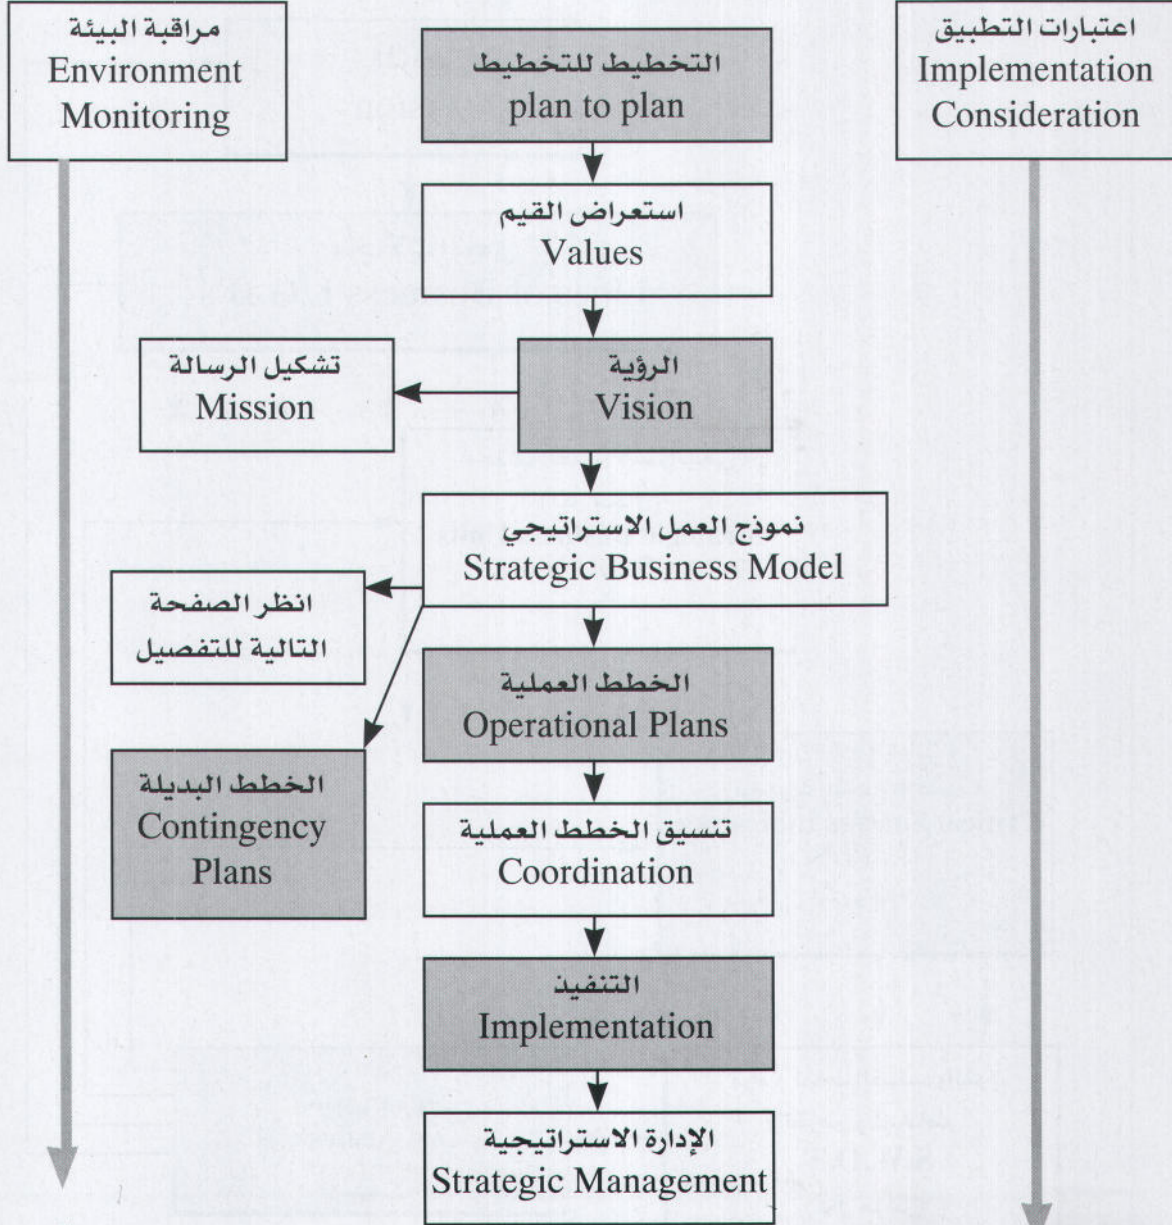 مراقبة البيئة
Environment
Monitoring
التخطيط للتخطيط
plan to plan
اعتبارات التطبيق
Implementation
Consideration
استعراض القيم
Values
تشكيل الرسالة
Mission
الرؤية
Vision
نموذج العمل الاستراتيجي
Strategic Business Model
انظر الصفحة
التالية للتفصيل
الخطط العملية
Operational Plans
الخطط البديلة
Contingency
Plans
تنسيق الخطط العملية
Coordination
التنفيذ
Implementation
الإدارة الاستراتيجية
Strategic Management